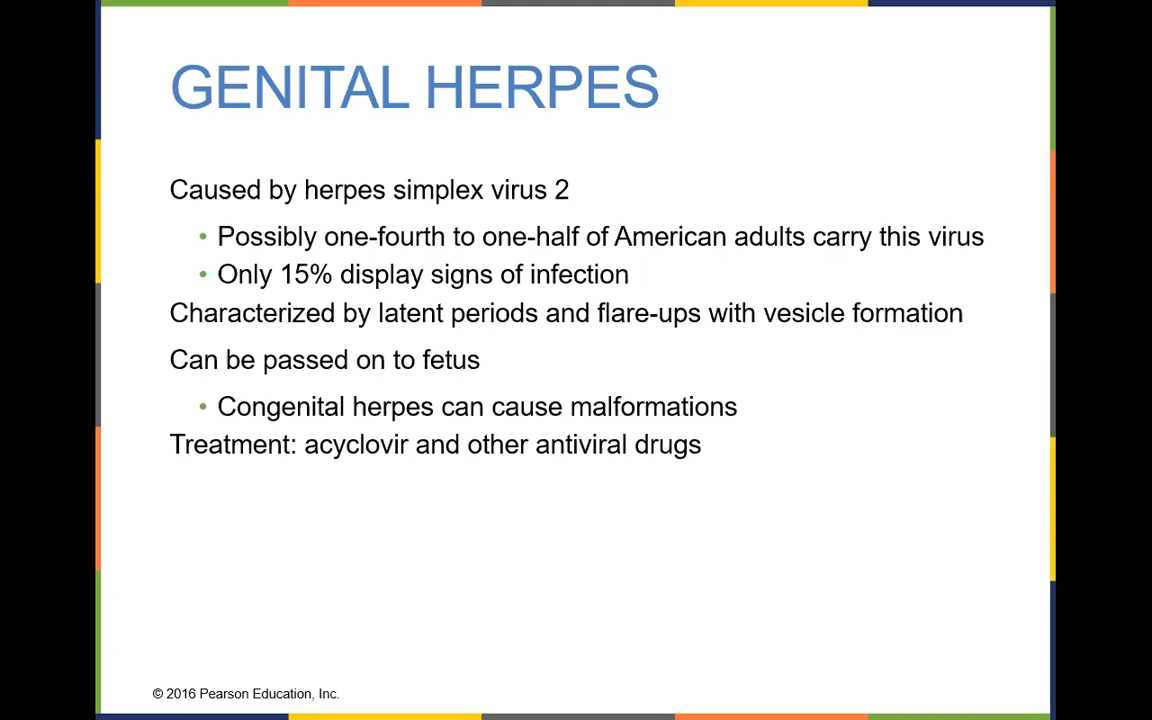 GENITAL HERPES
Caused by herpes simplex virus 2
• Possibly one-fourth to one-half of American adults carry this virus
• Only 15% display signs of infection
Characterized by latent periods and flare-ups with vesicle formation
Can be passed on to fetus
• Congenital herpes can cause malformations
Treatment: acyclovir and other antiviral drugs
© 2016 Pearson Education, Inc.